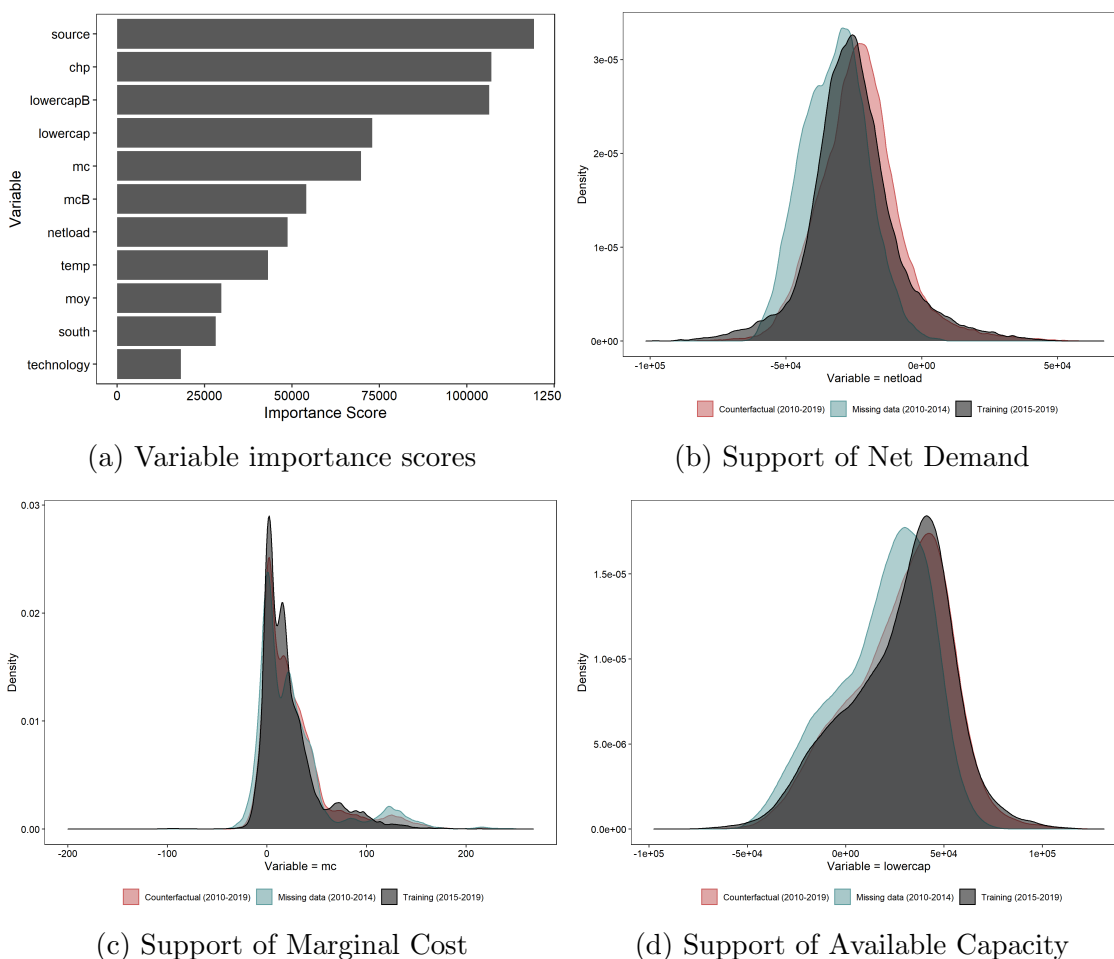 source
chp
lowercapB
lowercap
mc
mcB
netload
temp
moy
south
technology
Variable
0 25000 50000 75000 100000 1250
Importance Score
(a) Variable importance scores
3e-05
2e-05
1e-05
0e+00
Density
-1e+05 -5e+04 0e+00 5e+04
Variable = netload
Counterfactual (2010-2019) Missing data (2010-2014) Training (2015-2019)
(b) Support of Net Demand
0.03
0.02
0.01
0.00
Density
-200 -100 0 100 200
Variable = mc
Counterfactual (2010-2019) Missing data (2010-2014) Training (2015-2019)
(c) Support of Marginal Cost
1.5e-05
1.0e-05
5.0e-06
0.0e+00
Density
-1e+05 -5e+04 0e+00 5e+04 1e+05
Variable = lowercap
Counterfactual (2010-2019) Missing data (2010-2014) Training (2015-2019)
(d) Support of Available Capacity